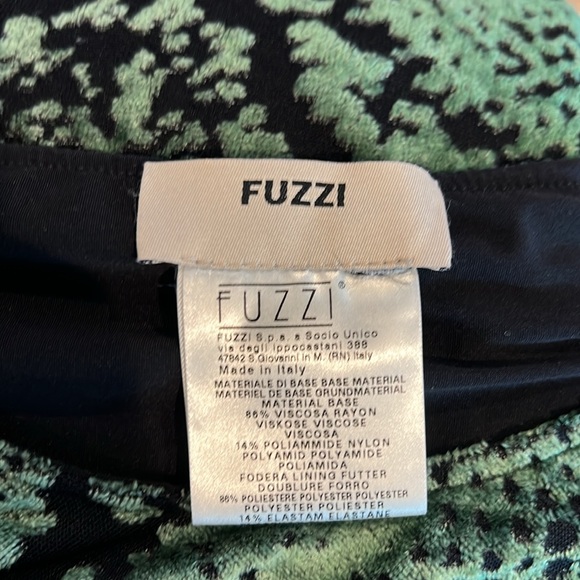 FUZZI
FUZZI®
FUZZI S.p.a. a Socio Unico
via degli Ippocastani 388
47842 S.Giovanni in M. (RN) Italy
Made in Italy
MATERIALE DI BASE BASE MATERIAL
MATERIEL DE BASE GRUNDMATERIAL
MATERIAL BASE
86% VISCOSA RAYON
VISKOSE VISCOSE
VISCOSA
14% POLIAMMIDE NYLON
POLYAMID POLYAMIDE
POLIAMIDA
FODERA LINING FUTTER
DOUBLURE FORRO
86% POLIESTERE POLYESTER
POLYESTER POLIESTER
14% ELASTAM ELASTANE